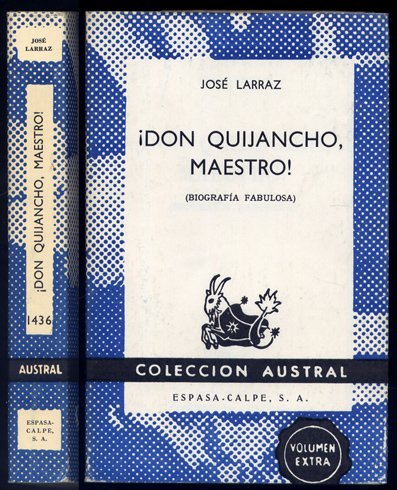 JOSÉ
LARRAZ
¡DON QUIJANCHO, MAESTRO!
1436
AUSTRAL
ESPASA-
CALPE,
S. A.
JOSÉ LARRAZ
¡DON QUIJANCHO,
MAESTRO!
(BIOGRAFÍA FABULOSA)
COLECCION AUSTRAL
ESPASA-CALPE, S. A.
VOLUMEN
EXTRA